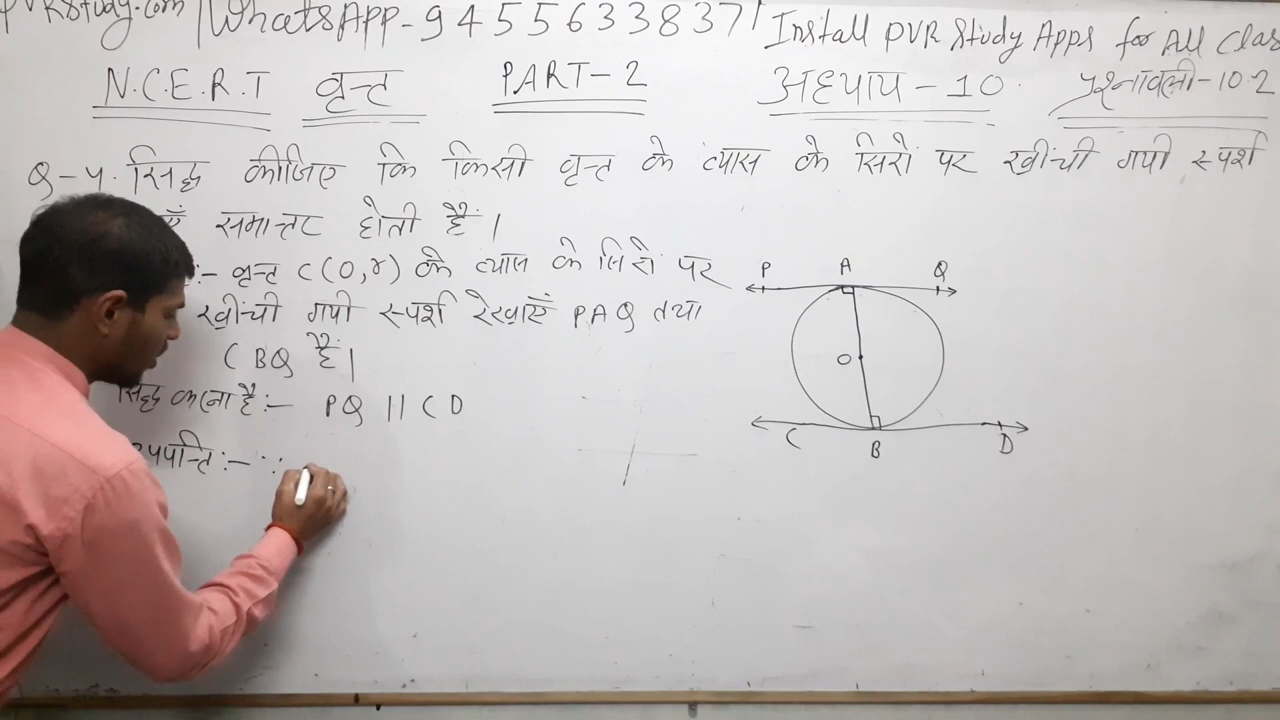 PVRStudy.com | WhatsApp-9455633837 | Install PVR Study Apps for All Clas
N.C.E.R.T वृत्त PART-2 अध्याय-10 प्रश्नावली-10.2
Q-4. सिद्ध कीजिए कि किसी वृत्त के व्यास के सिरों पर खींची गयी स्पर्श
समान्तर होती हैं।
:- वृत्त C(O,r) के व्यास के सिरों पर
खींची गयी स्पर्श रेखाएँ PAQ तथा
CBQ हैं।
सिद्ध करना है:- PQ || CD
उपपत्ति:- ∵
P A Q
O
C B D